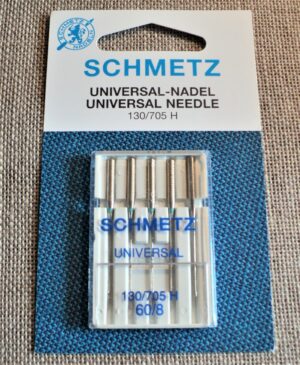 SCHMETZ
UNIVERSAL-NADEL
UNIVERSAL NEEDLE
130/705 H
SCHMETZ
UNIVERSAL
130/705 H
60/8